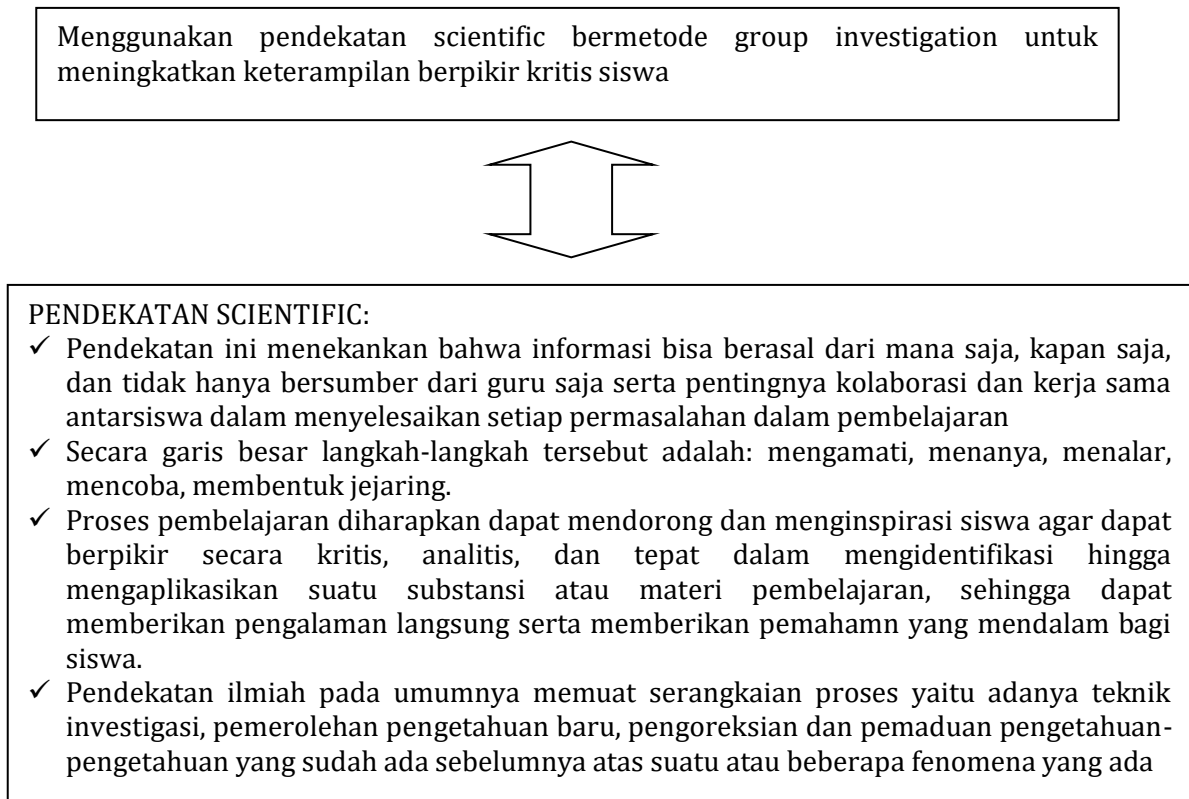 Menggunakan pendekatan scientific bermetode group investigation untuk
meningkatkan keterampilan berpikir kritis siswa
PENDEKATAN SCIENTIFIC:
✓ Pendekatan ini menekankan bahwa informasi bisa berasal dari mana saja, kapan saja,
dan tidak hanya bersumber dari guru saja serta pentingnya kolaborasi dan kerja sama
antarsiswa dalam menyelesaikan setiap permasalahan dalam pembelajaran
✓ Secara garis besar langkah-langkah tersebut adalah: mengamati, menanya, menalar,
mencoba, membentuk jejaring.
✓ Proses pembelajaran diharapkan dapat mendorong dan menginspirasi siswa agar dapat
berpikir secara kritis, analitis, dan tepat dalam mengidentifikasi hingga
mengaplikasikan suatu substansi atau materi pembelajaran, sehingga dapat
memberikan pengalaman langsung serta memberikan pemahamn yang mendalam bagi
siswa.
✓ Pendekatan ilmiah pada umumnya memuat serangkaian proses yaitu adanya teknik
investigasi, pemerolehan pengetahuan baru, pengoreksian dan pemaduan pengetahuan-
pengetahuan yang sudah ada sebelumnya atas suatu atau beberapa fenomena yang ada